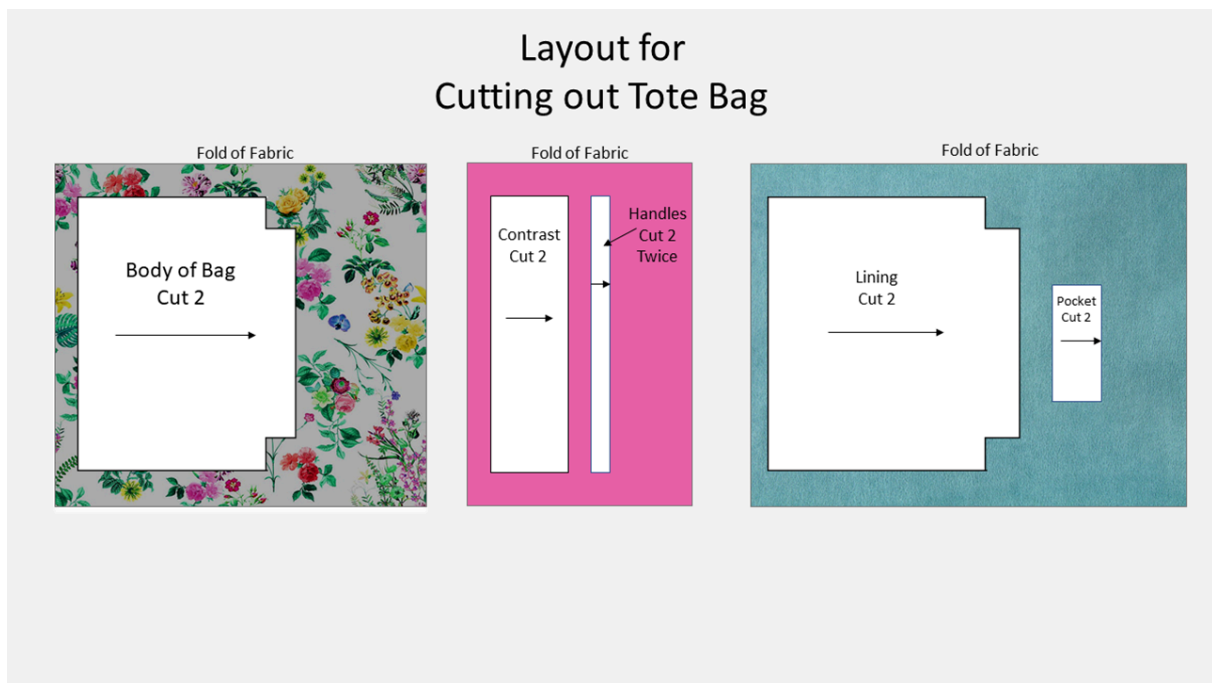 Layout for
Cutting out Tote Bag
Fold of Fabric
Body of Bag
Cut 2
Fold of Fabric
Contrast
Cut 2
Handles
Cut 2
Twice
Fold of Fabric
Lining
Cut 2
Pocket
Cut 2